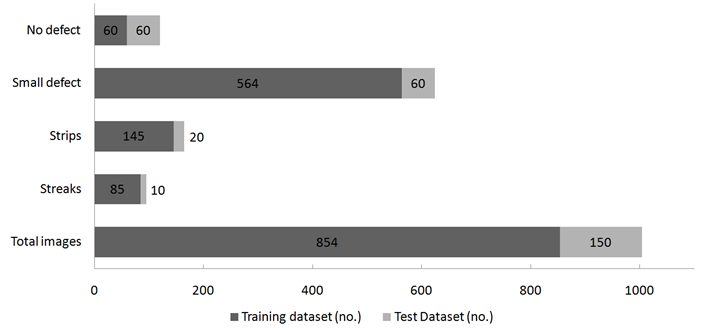 No defect 60 60
Small defect 564 60
Strips 145 20
Streaks 85 10
Total images 854 150
0 200 400 600 800 1000
Training dataset (no.) Test Dataset (no.)